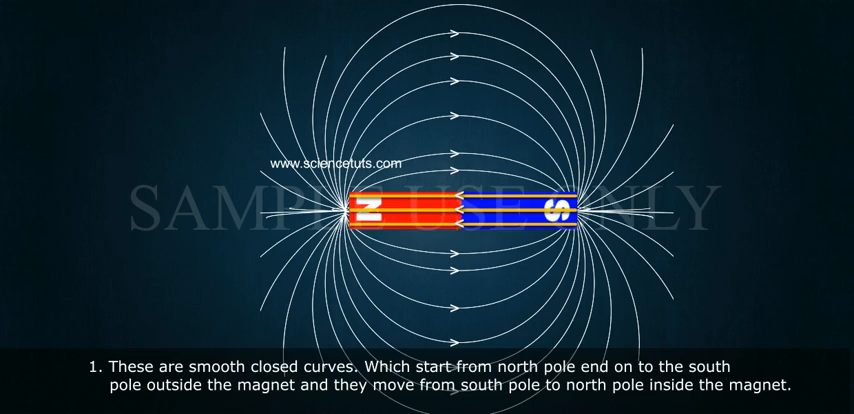 www.sciencetuts.com
SAMPLE USE ONLY
N S
1. These are smooth closed curves. Which start from north pole end on to the south
pole outside the magnet and they move from south pole to north pole inside the magnet.